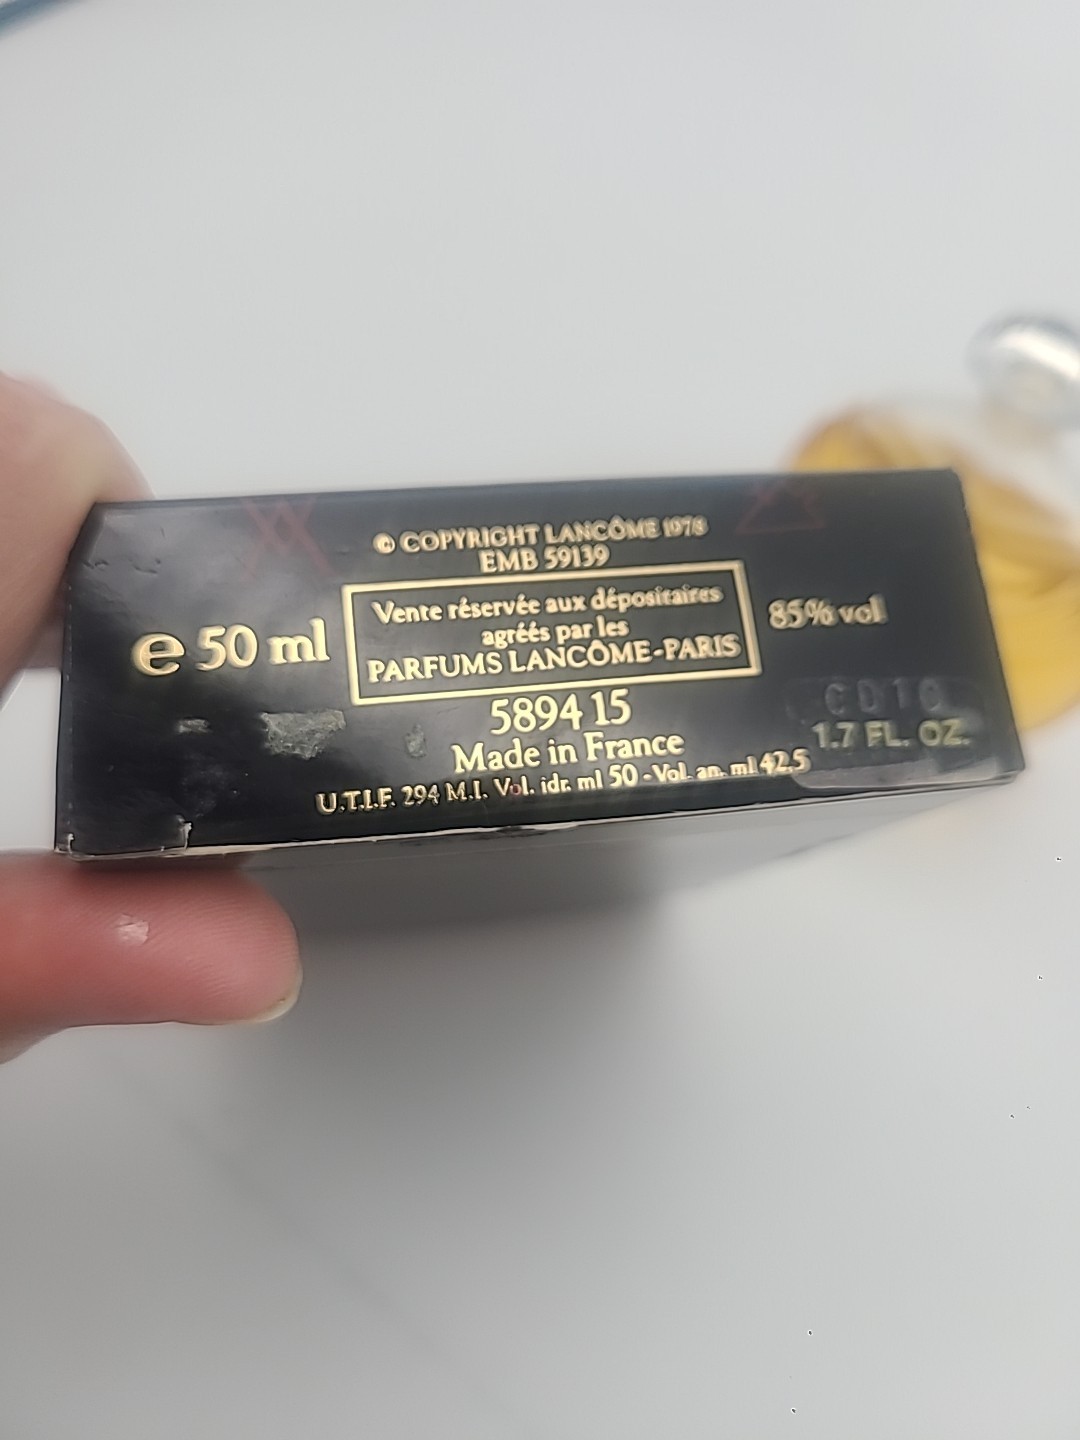 © COPYRIGHT LANCÔME 1978
EMB 59139
e 50 ml
Vente réservée aux dépositaires
agréés par les
PARFUMS LANCÔME-PARIS
85% vol
5894 15
Made in France
1.7 FL. OZ.
U.T.I.F. 294 M.I. Vol. idr. ml 50 - Vol. an. ml 42.5